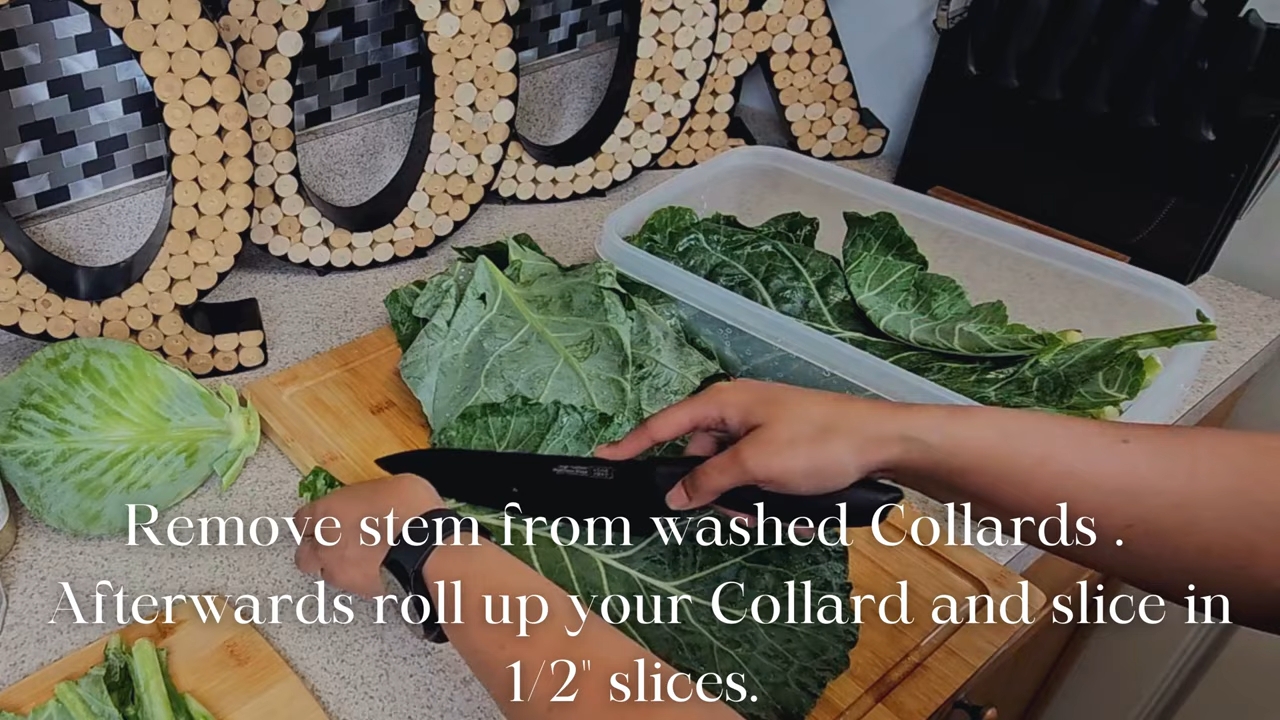 Remove stem from washed Collards .
Afterwards roll up your Collard and slice in
1/2" slices.